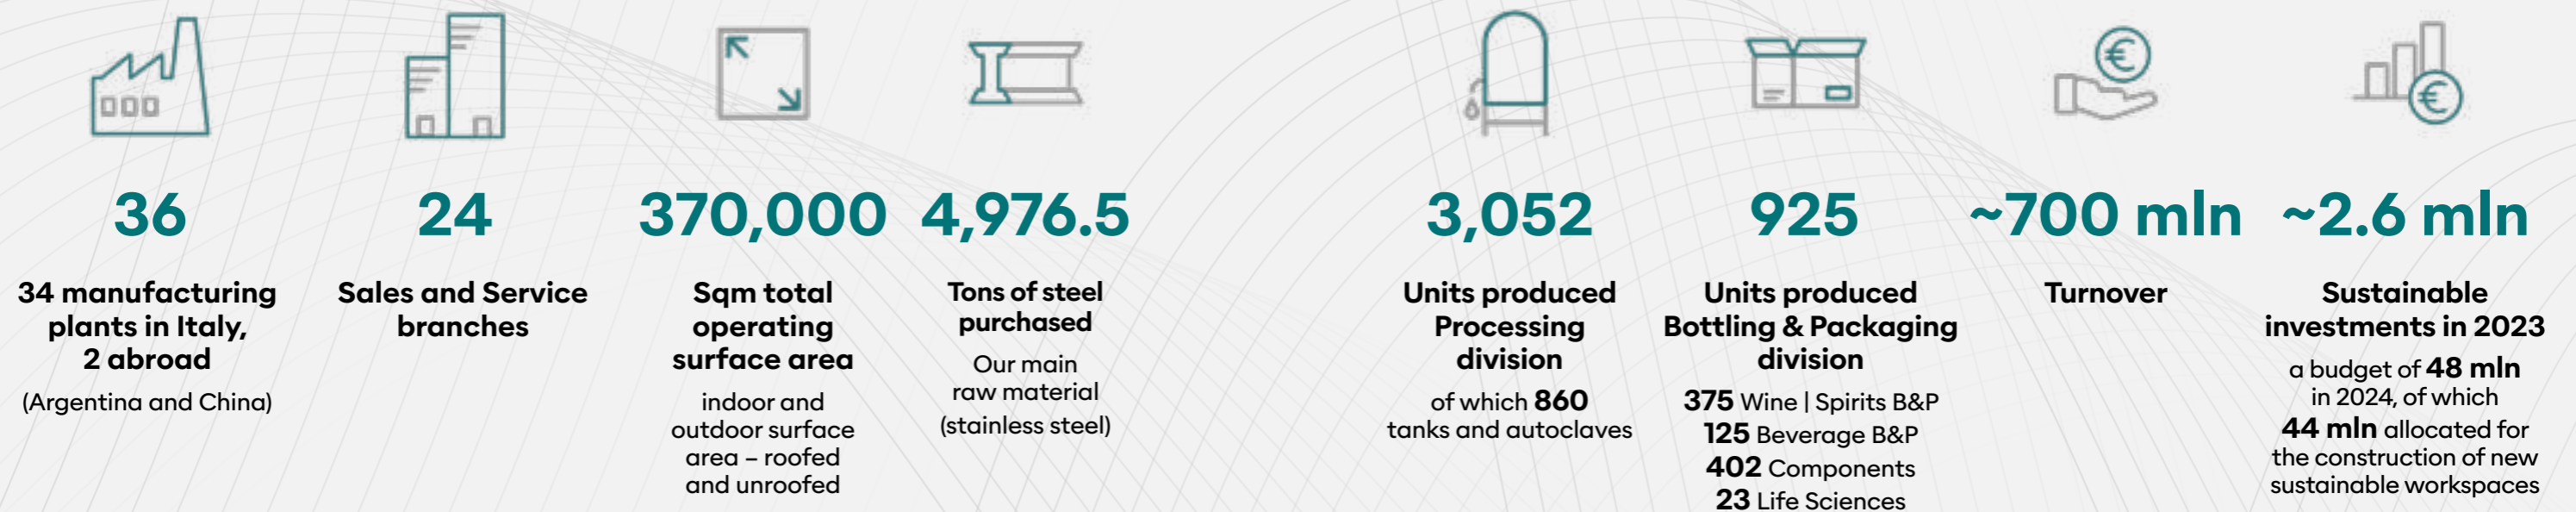 36
34 manufacturing
plants in Italy,
2 abroad
(Argentina and China)
24
Sales and Service
branches
370,000
Sqm total
operating
surface area
indoor and
outdoor surface
area – roofed
and unroofed
4,976.5
Tons of steel
purchased
Our main
raw material
(stainless steel)
3,052
Units produced
Processing
division
of which 860
tanks and autoclaves
925
Units produced
Bottling & Packaging
division
375 Wine | Spirits B&P
125 Beverage B&P
402 Components
23 Life Sciences
~700 mln
Turnover
~2.6 mln
Sustainable
investments in 2023
a budget of 48 mln
in 2024, of which
44 mln allocated for
the construction of new
sustainable workspaces